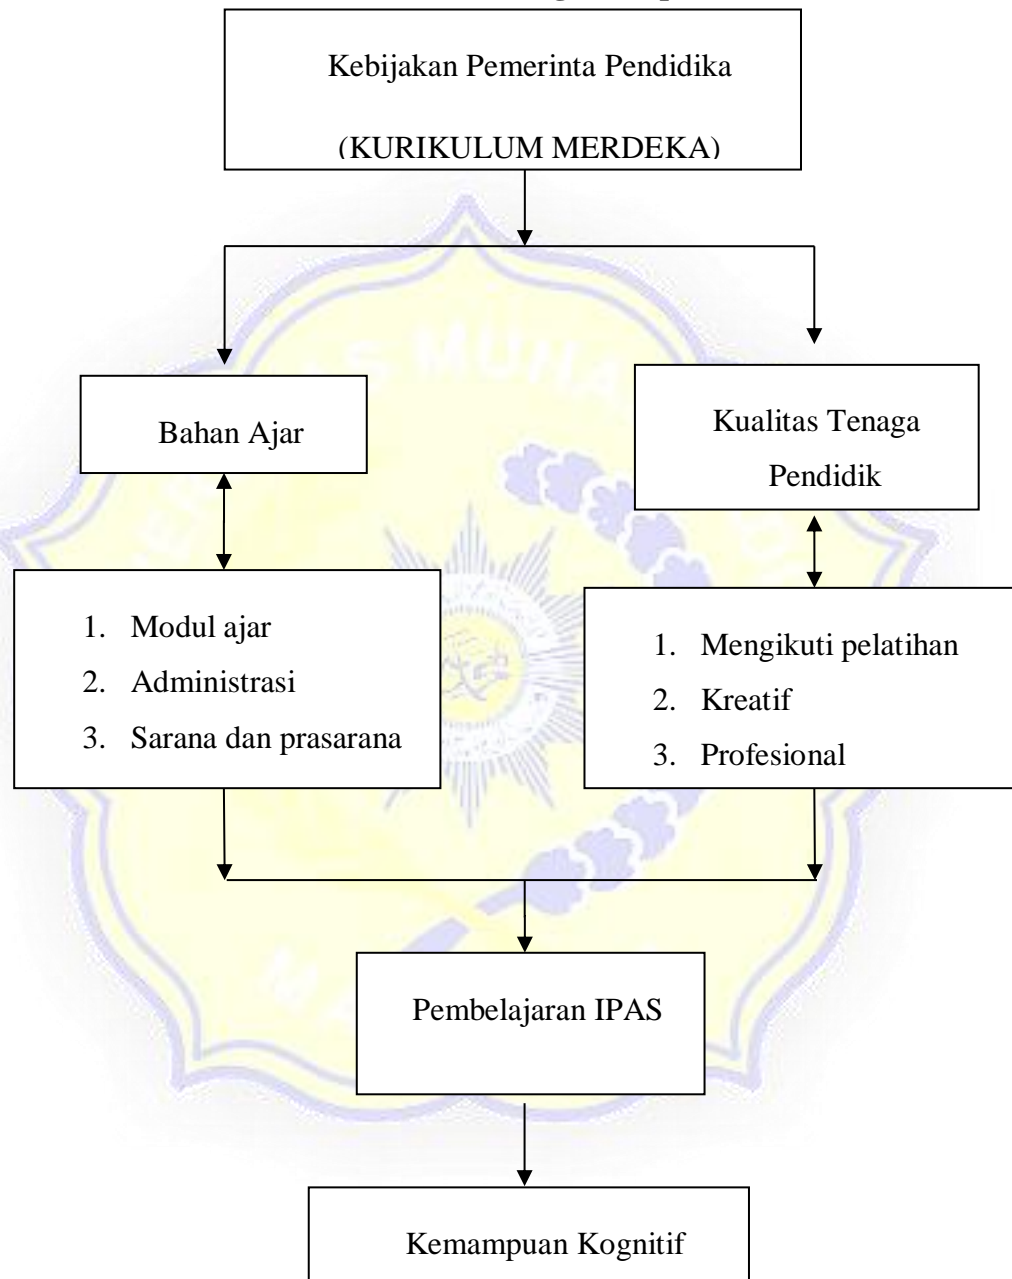 Kebijakan Pemerinta Pendidika
(KURIKULUM MERDEKA)
Bahan Ajar
Kualitas Tenaga
Pendidik
1. Modul ajar
2. Administrasi
3. Sarana dan prasarana
1. Mengikuti pelatihan
2. Kreatif
3. Profesional
Pembelajaran IPAS
Kemampuan Kognitif